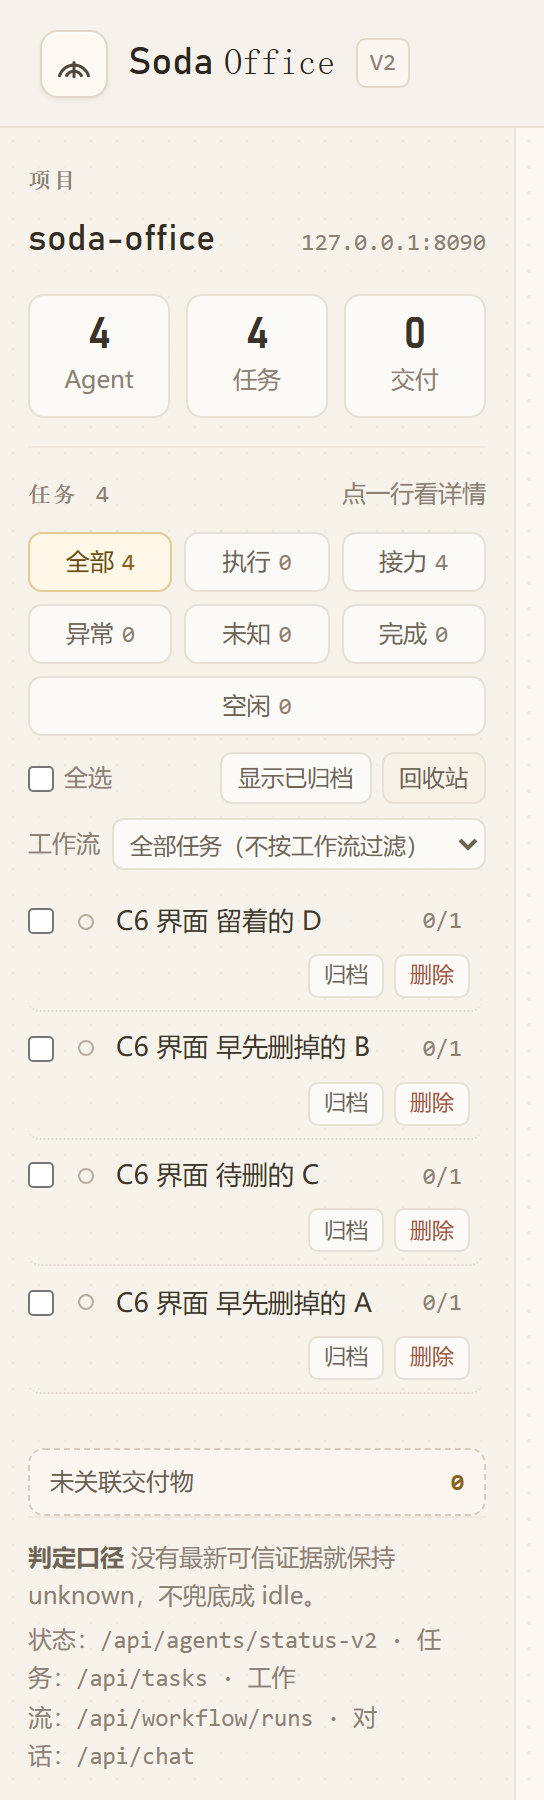 Soda Office V2
项目
soda-office 127.0.0.1:8090
4 4 0
Agent 任务 交付
任务 4 点一行看详情
全部 4 执行 0 接力 4
异常 0 未知 0 完成 0
空闲 0
全选 显示已归档 回收站
工作流 全部任务（不按工作流过滤）
C6 界面 留着的 D 0/1
归档 删除
C6 界面 早先删掉的 B 0/1
归档 删除
C6 界面 待删的 C 0/1
归档 删除
C6 界面 早先删掉的 A 0/1
归档 删除
未关联交付物 0
判定口径 没有最新可信证据就保持
unknown，不兜底成 idle。
状态：/api/agents/status-v2 · 任
务：/api/tasks · 工作
流：/api/workflow/runs · 对
话：/api/chat